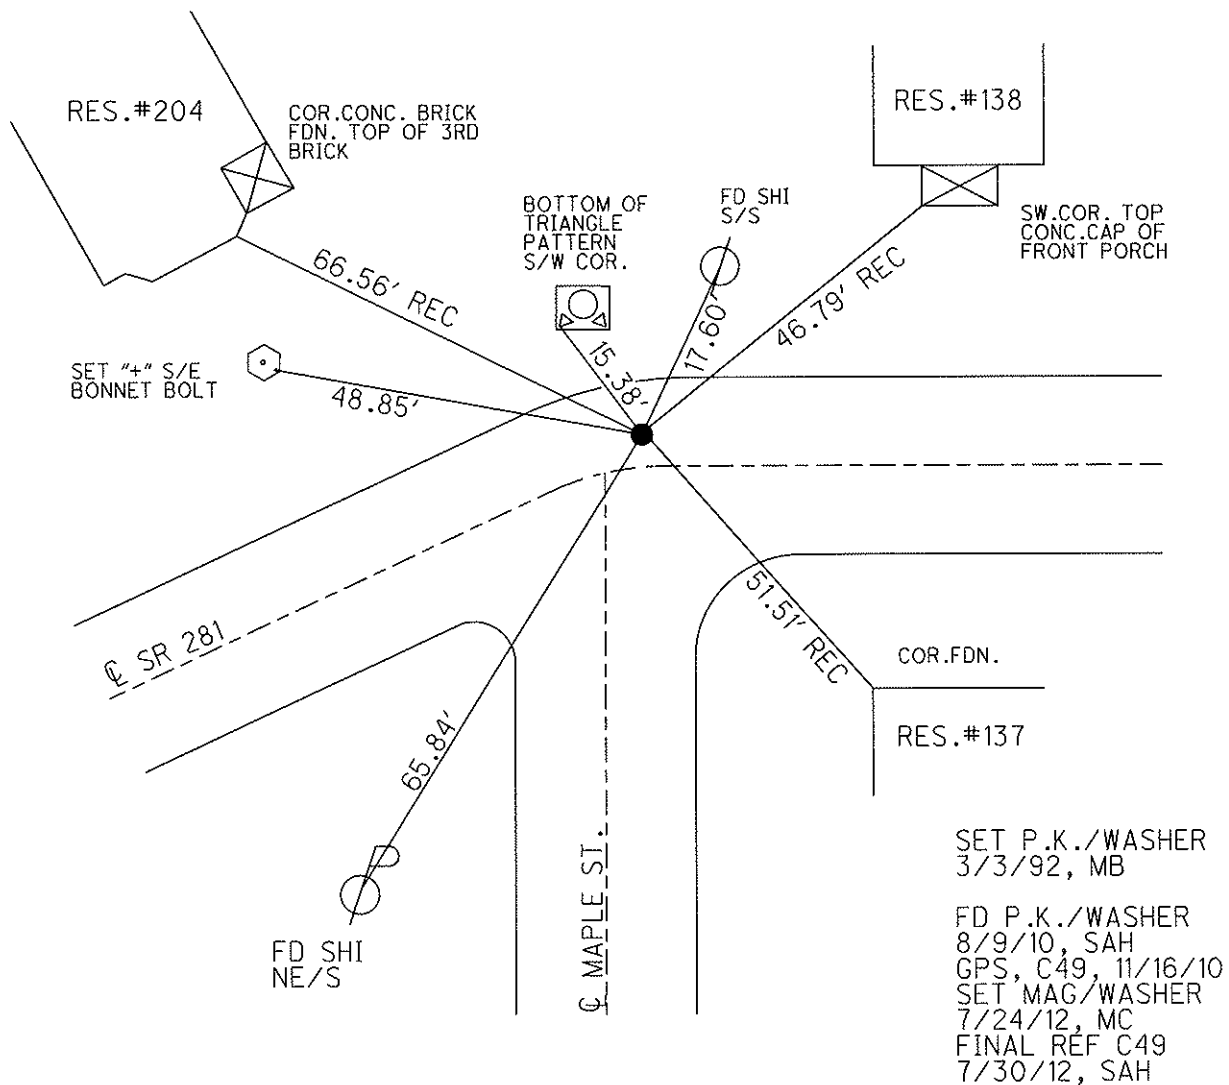 RES.#204
COR.CONC. BRICK
FDN. TOP OF 3RD
BRICK
RES.#138
BOTTOM OF
TRIANGLE
PATTERN
S/W COR.
FD SHI
S/S
SW.COR. TOP
CONC.CAP OF
FRONT PORCH
66.56' REC
17.60'
46.79' REC
15.38'
SET "+" S/E
BONNET BOLT
48.85'
℄ SR 281
51.51' REC
COR.FDN.
RES.#137
65.84'
℄ MAPLE ST.
FD SHI
NE/S
SET P.K./WASHER
3/3/92, MB
FD P.K./WASHER
8/9/10, SAH
GPS, C49, 11/16/10
SET MAG/WASHER
7/24/12, MC
FINAL REF C49
7/30/12, SAH